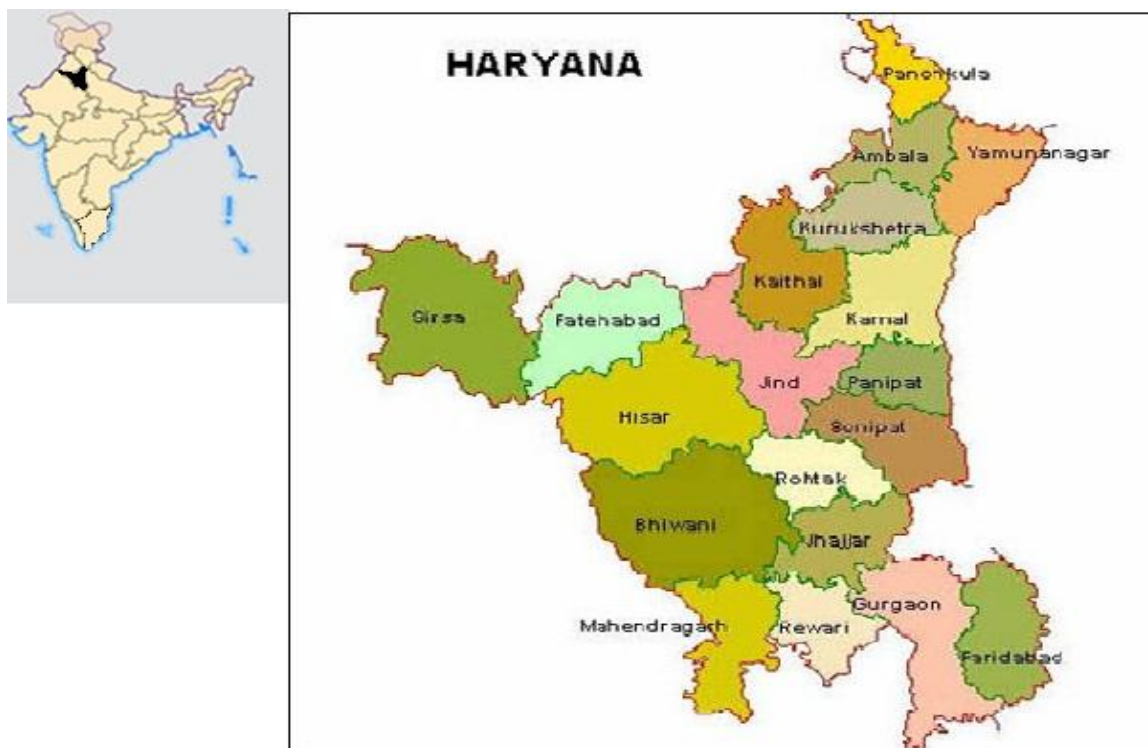 HARYANA
Panchkula
Ambala
Yamunanagar
Kurukshetra
Kaithal
Sirsa
Fatehabad
Karnal
Jind
Panipat
Hisar
Sonipat
Rohtak
Bhiwani
Jhajjar
Gurgaon
Mahendragarh
Rewari
Faridabad